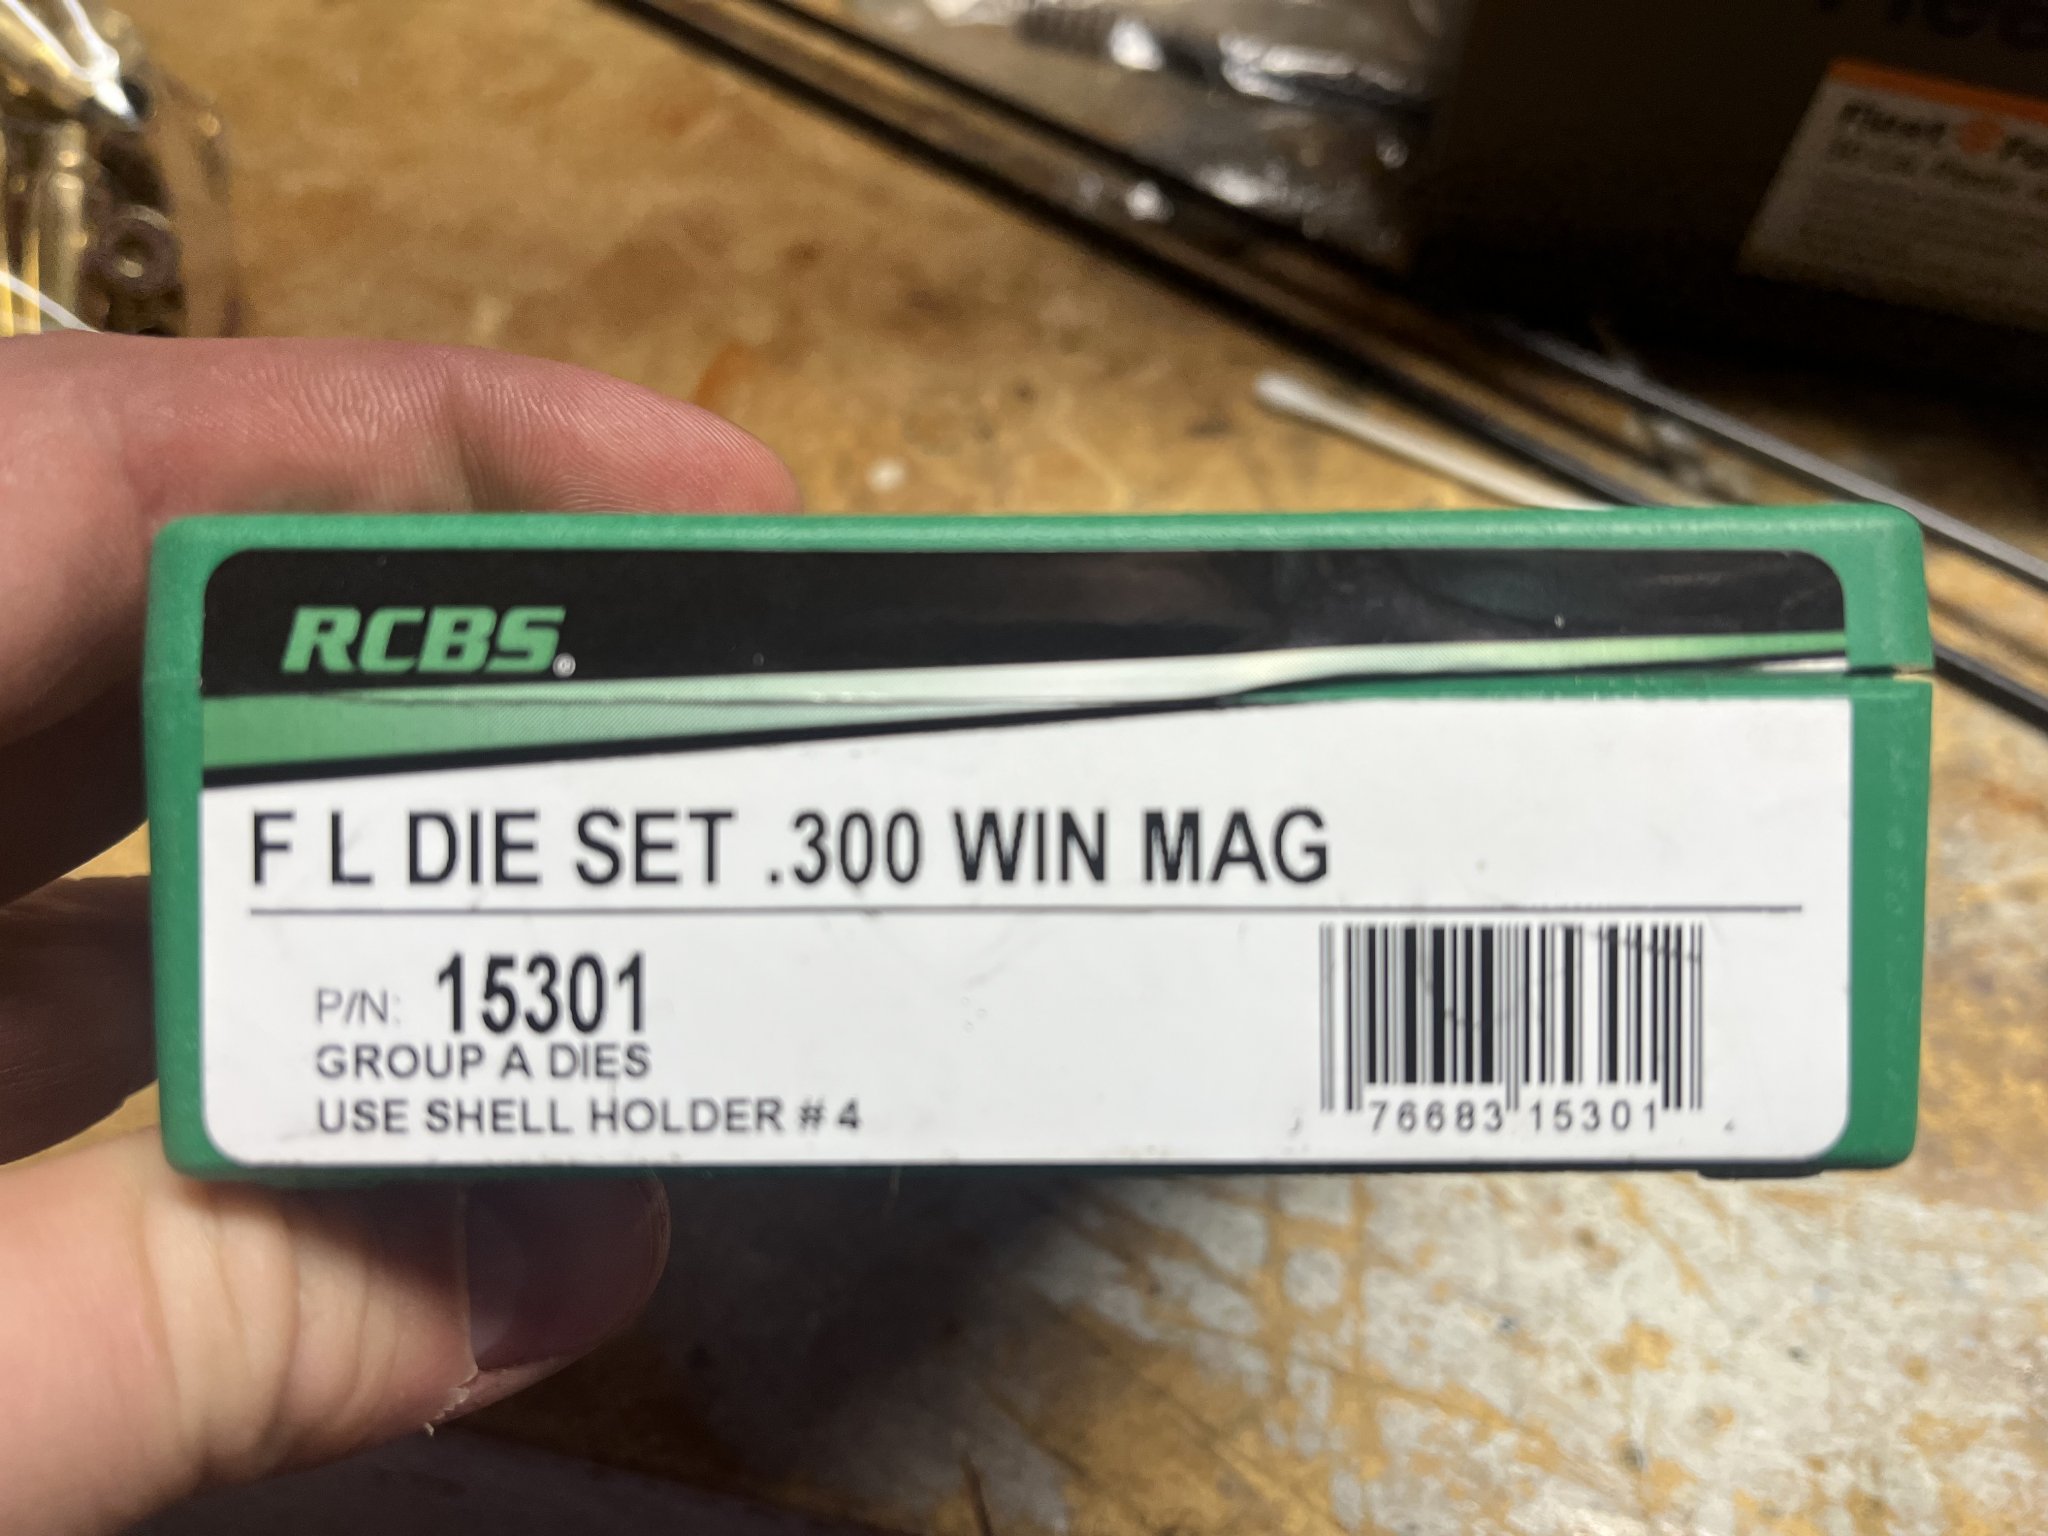 RCBS®
F L DIE SET .300 WIN MAG
P/N: 15301
GROUP A DIES
USE SHELL HOLDER # 4
76683 15301